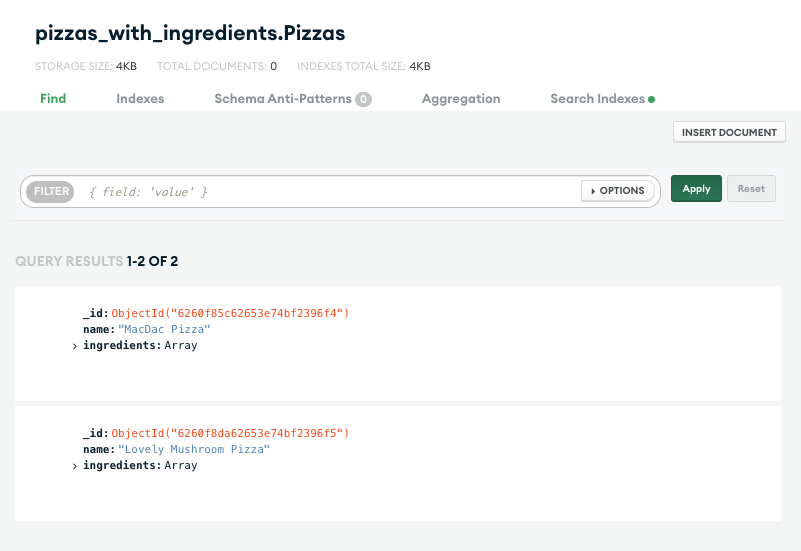 pizzas_with_ingredients.Pizzas
STORAGE SIZE: 4KB TOTAL DOCUMENTS: 0 INDEXES TOTAL SIZE: 4KB
Find Indexes Schema Anti-Patterns 0 Aggregation Search Indexes
INSERT DOCUMENT
FILTER { field: 'value' } OPTIONS Apply Reset
QUERY RESULTS 1-2 OF 2
_id: ObjectId("6260f85c62653e74bf2396f4")
name: "MacDac Pizza"
ingredients: Array
_id: ObjectId("6260f8da62653e74bf2396f5")
name: "Lovely Mushroom Pizza"
ingredients: Array